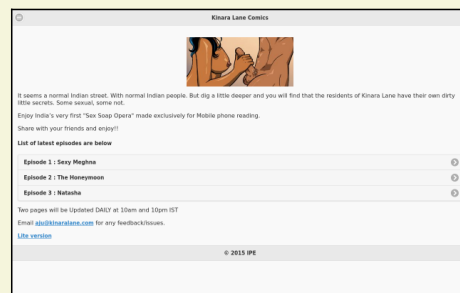 Kinara Lane Comics
It seems a normal Indian street. With normal Indian people. But dig a little deeper and you will find that the residents of Kinara Lane have their own dirty
little secrets. Some sexual, some not.
Enjoy India's very first "Sex Soap Opera" made exclusively for Mobile phone reading.
Share with your friends and enjoy!!
List of latest episodes are below
Episode 1 : Sexy Meghna
Episode 2 : The Honeymoon
Episode 3 : Natasha
Two pages will be Updated DAILY at 10am and 10pm IST
Email aju@kinaralane.com for any feedback/issues.
Lite version
© 2015 IPE